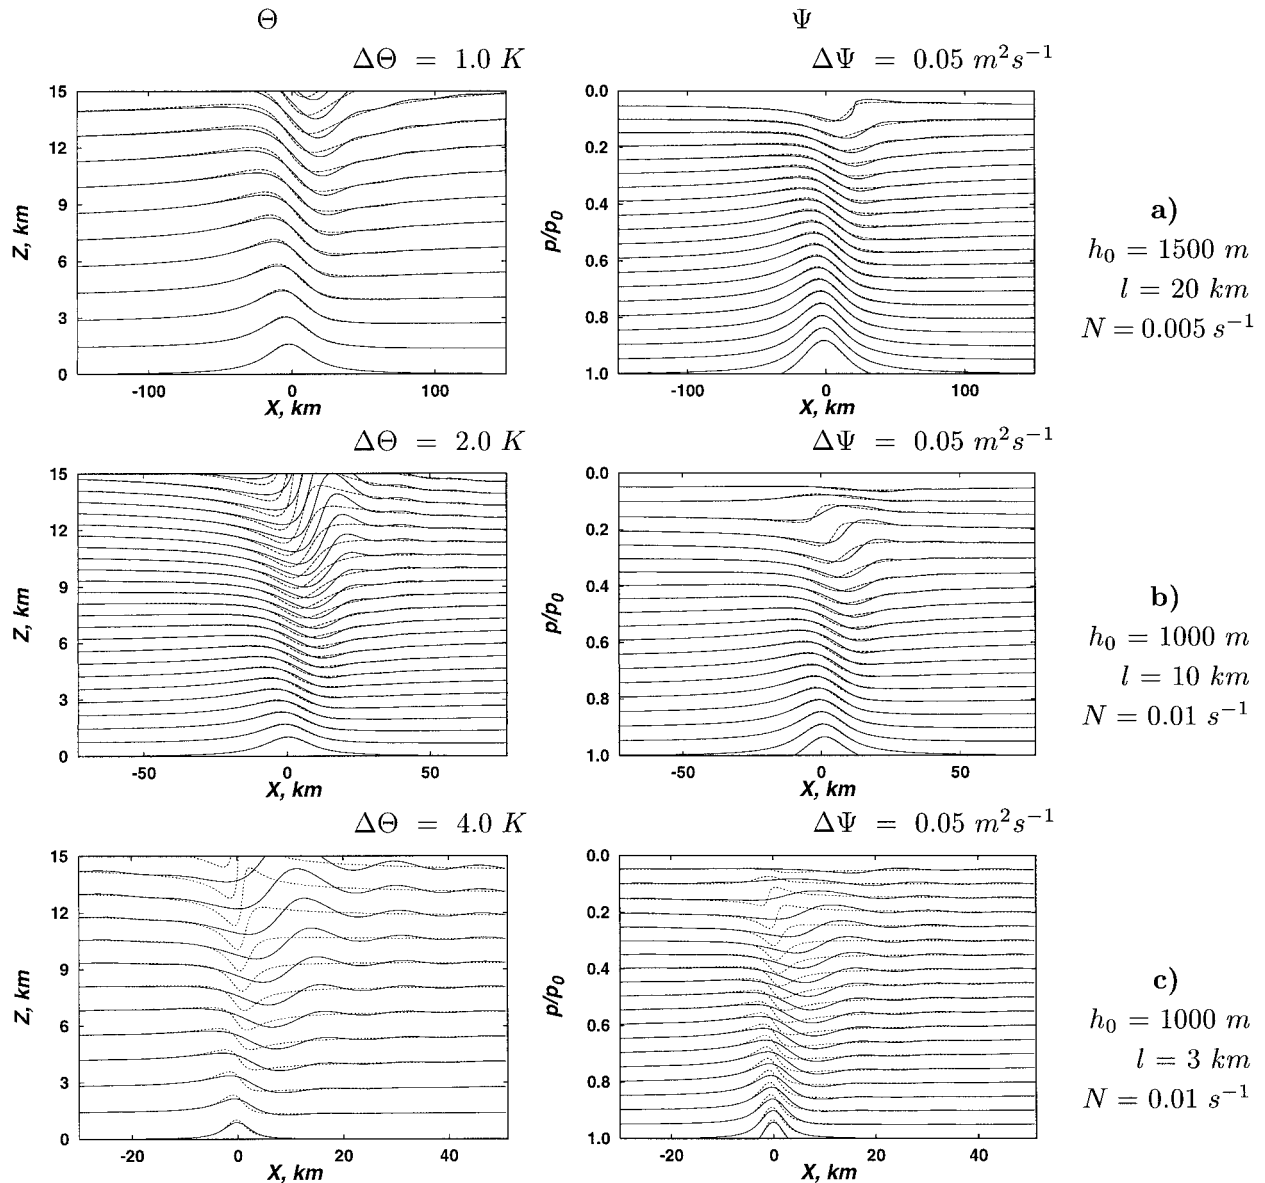 Θ Ψ
ΔΘ = 1.0 K ΔΨ = 0.05 m²s⁻¹
15
12
9
6
3
0
Z, km
-100 0 100
X, km
0.0
0.2
0.4
0.6
0.8
1.0
p/p₀
-100 0 100
X, km
a)
h₀ = 1500 m
l = 20 km
N = 0.005 s⁻¹
ΔΘ = 2.0 K ΔΨ = 0.05 m²s⁻¹
15
12
9
6
3
0
Z, km
-50 0 50
X, km
0.0
0.2
0.4
0.6
0.8
1.0
p/p₀
-50 0 50
X, km
b)
h₀ = 1000 m
l = 10 km
N = 0.01 s⁻¹
ΔΘ = 4.0 K ΔΨ = 0.05 m²s⁻¹
15
12
9
6
3
0
Z, km
-20 0 20 40
X, km
0.0
0.2
0.4
0.6
0.8
1.0
p/p₀
-20 0 20 40
X, km
c)
h₀ = 1000 m
l = 3 km
N = 0.01 s⁻¹